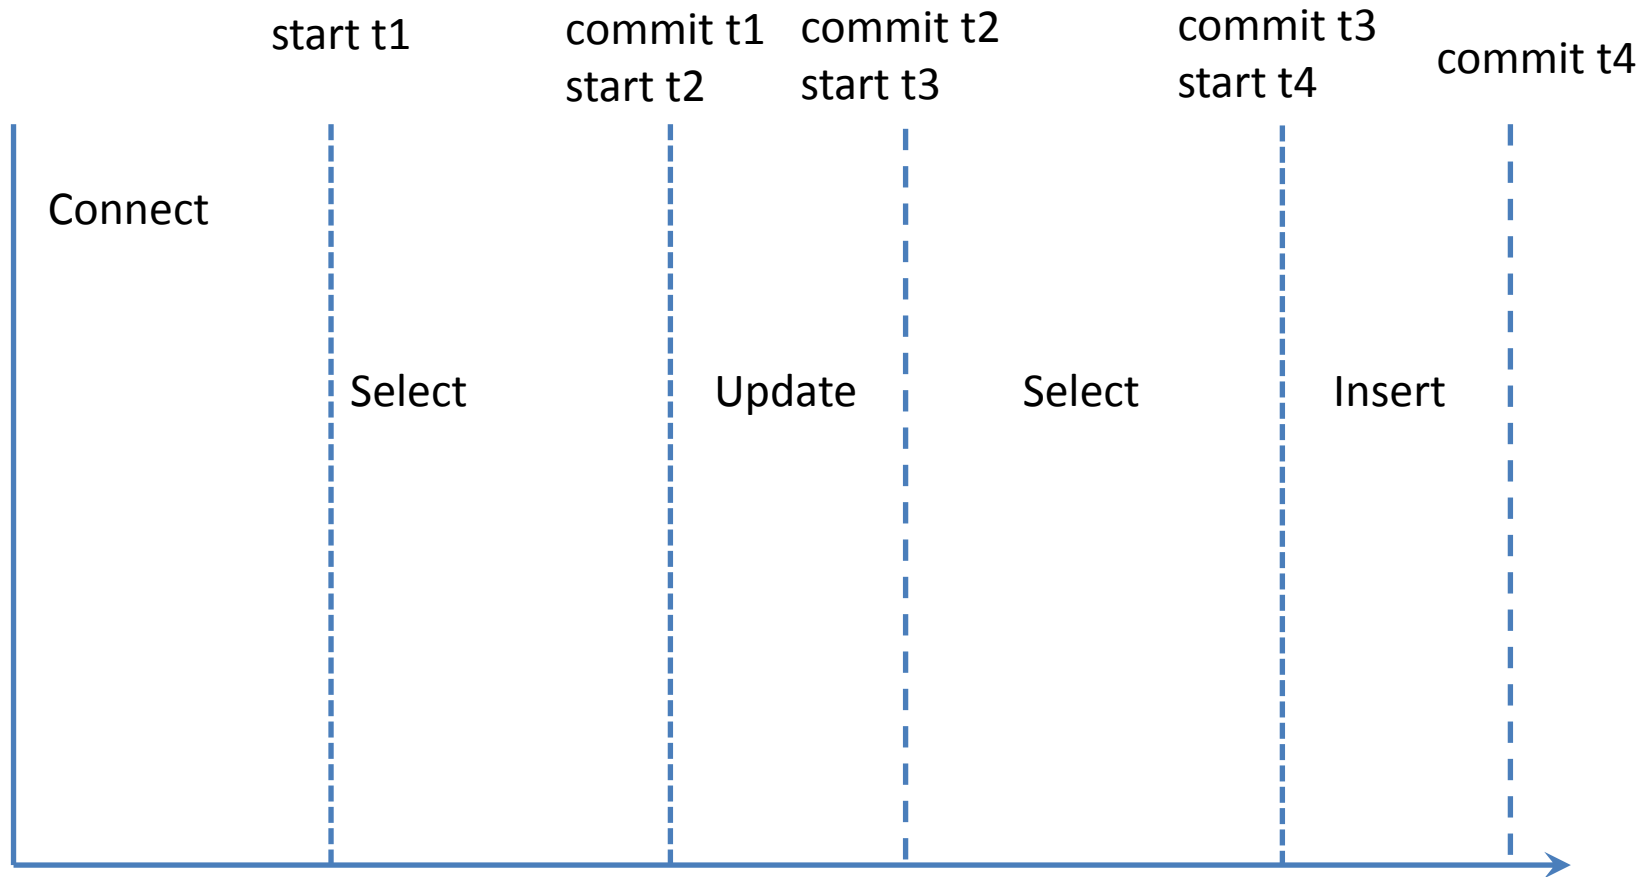 start t1
commit t1
start t2
commit t2
start t3
commit t3
start t4
commit t4
Connect
Select
Update
Select
Insert